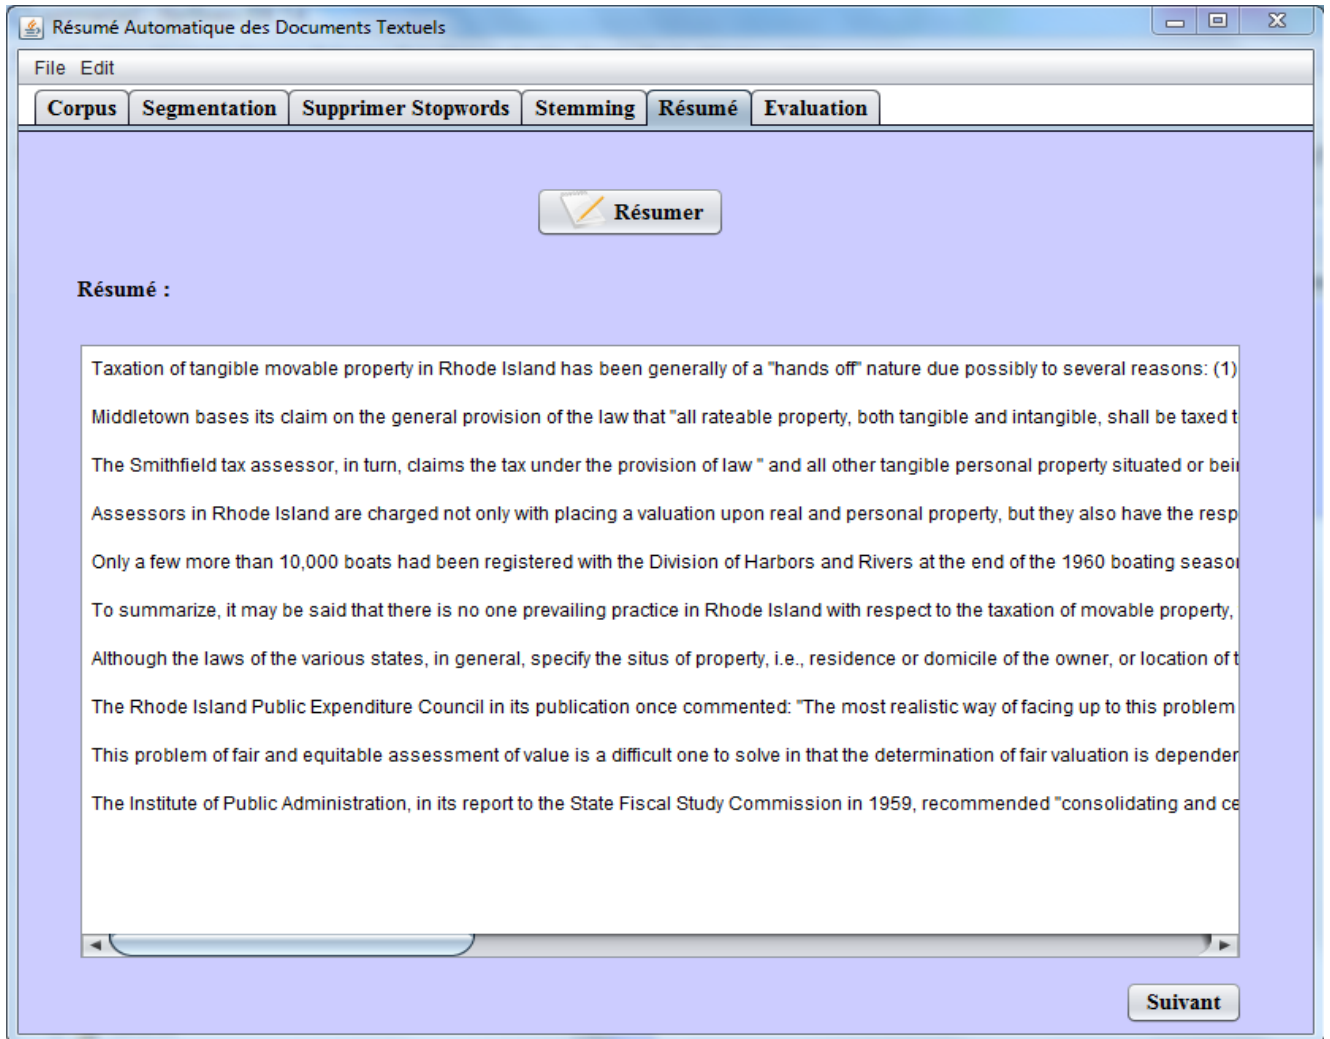 Résumé Automatique des Documents Textuels
File Edit
Corpus Segmentation Supprimer Stopwords Stemming Résumé Evaluation
Résumer
Résumé :
Taxation of tangible movable property in Rhode Island has been generally of a "hands off" nature due possibly to several reasons: (1)
Middletown bases its claim on the general provision of the law that "all rateable property, both tangible and intangible, shall be taxed t
The Smithfield tax assessor, in turn, claims the tax under the provision of law " and all other tangible personal property situated or bei
Assessors in Rhode Island are charged not only with placing a valuation upon real and personal property, but they also have the resp
Only a few more than 10,000 boats had been registered with the Division of Harbors and Rivers at the end of the 1960 boating seaso
To summarize, it may be said that there is no one prevailing practice in Rhode Island with respect to the taxation of movable property,
Although the laws of the various states, in general, specify the situs of property, i.e., residence or domicile of the owner, or location of t
The Rhode Island Public Expenditure Council in its publication once commented: "The most realistic way of facing up to this problem
This problem of fair and equitable assessment of value is a difficult one to solve in that the determination of fair valuation is depender
The Institute of Public Administration, in its report to the State Fiscal Study Commission in 1959, recommended "consolidating and ce
Suivant